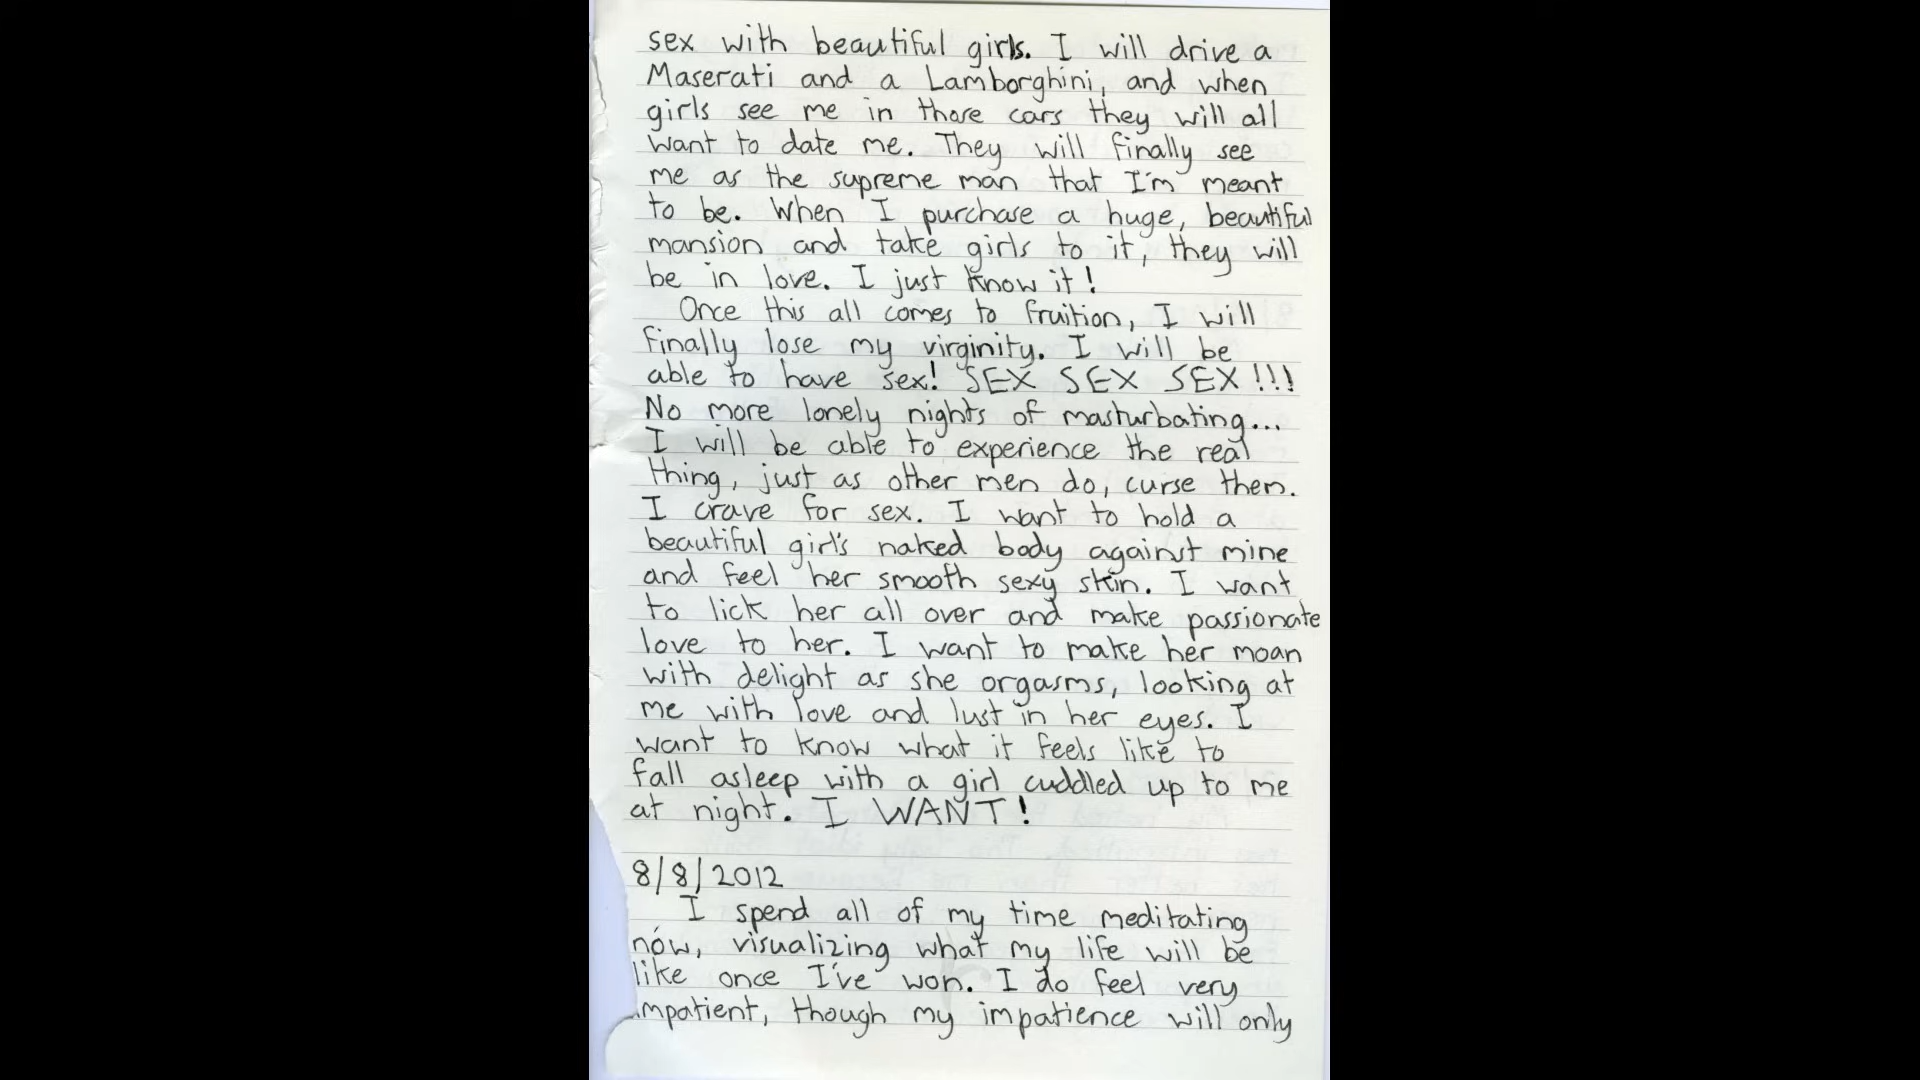 sex with beautiful girls. I will drive a
Maserati and a Lamborghini, and when
girls see me in those cars they will all
want to date me. They will finally see
me as the supreme man that I'm meant
to be. When I purchase a huge, beautiful
mansion and take girls to it, they will
be in love. I just know it!
Once this all comes to fruition, I will
finally lose my virginity. I will be
able to have sex! SEX SEX SEX!!!
No more lonely nights of masturbating...
I will be able to experience the real
thing, just as other men do, curse them.
I crave for sex. I want to hold a
beautiful girl's naked body against mine
and feel her smooth sexy skin. I want
to lick her all over and make passionate
love to her. I want to make her moan
with delight as she orgasms, looking at
me with love and lust in her eyes. I
want to know what it feels like to
fall asleep with a girl cuddled up to me
at night. I WANT!
8/8/2012
I spend all of my time meditating
now, visualizing what my life will be
like once I've won. I do feel very
impatient, though my impatience will only